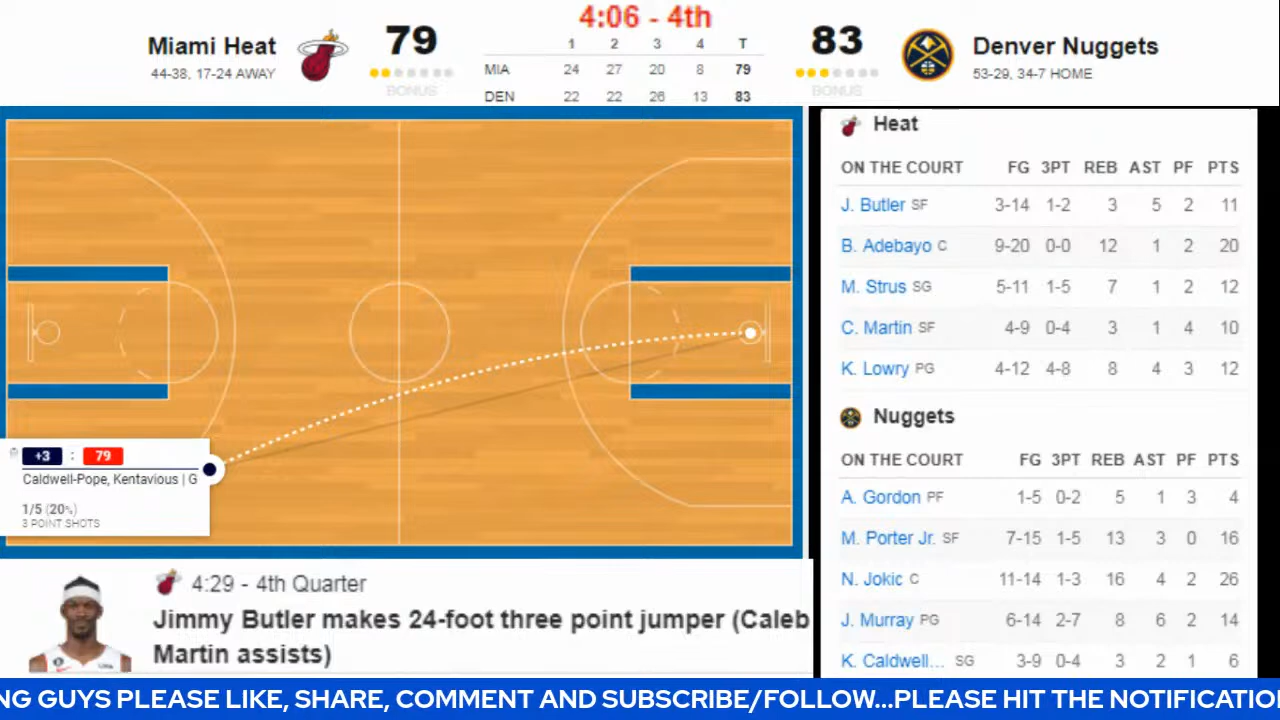 4:06 - 4th
Miami Heat
79
44-38, 17-24 AWAY
BONUS
1 2 3 4 T
MIA 24 27 20 8 79
DEN 22 22 26 13 83
83
BONUS
Denver Nuggets
53-29, 34-7 HOME
+3 : 79
Caldwell-Pope, Kentavious | G
1/5 (20%)
3 POINT SHOTS
4:29 - 4th Quarter
Jimmy Butler makes 24-foot three point jumper (Caleb
Martin assists)
Heat
ON THE COURT FG 3PT REB AST PF PTS
J. Butler SF 3-14 1-2 3 5 2 11
B. Adebayo C 9-20 0-0 12 1 2 20
M. Strus SG 5-11 1-5 7 1 2 12
C. Martin SF 4-9 0-4 3 1 4 10
K. Lowry PG 4-12 4-8 8 4 3 12
Nuggets
ON THE COURT FG 3PT REB AST PF PTS
A. Gordon PF 1-5 0-2 5 1 3 4
M. Porter Jr. SF 7-15 1-5 13 3 0 16
N. Jokic C 11-14 1-3 16 4 2 26
J. Murray PG 6-14 2-7 8 6 2 14
K. Caldwell... SG 3-9 0-4 3 2 1 6
NG GUYS PLEASE LIKE, SHARE, COMMENT AND SUBSCRIBE/FOLLOW...PLEASE HIT THE NOTIFICATIO